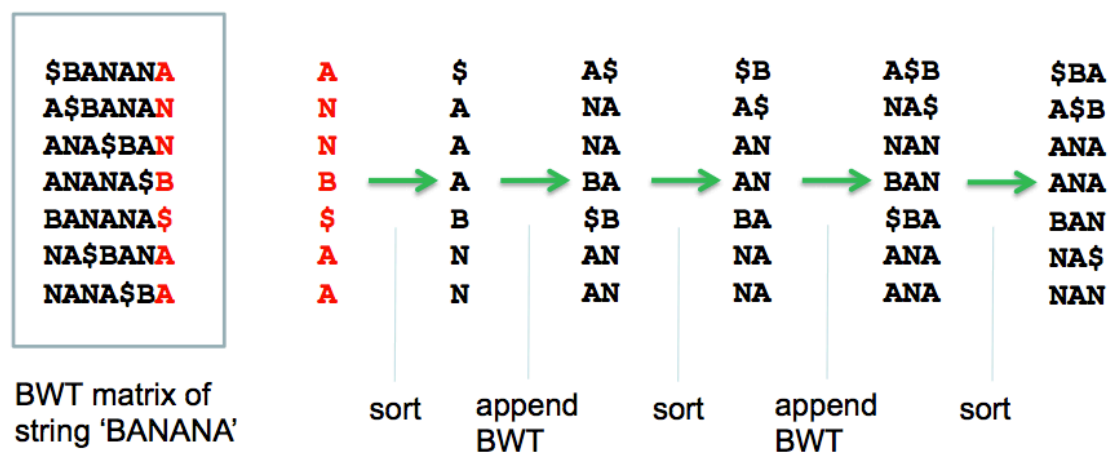 $BANANA A $ A$ $B A$B $BA
A$BANAN N A NA A$ NA$ A$B
ANA$BAN N A NA AN NAN ANA
ANANA$B B A BA AN BAN ANA
BANANA$ $ B $B BA $BA BAN
NA$BANA A N AN NA ANA NA$
NANA$BA A N AN NA ANA NAN
BWT matrix of
string ‘BANANA’
sort
append
BWT
sort
append
BWT
sort